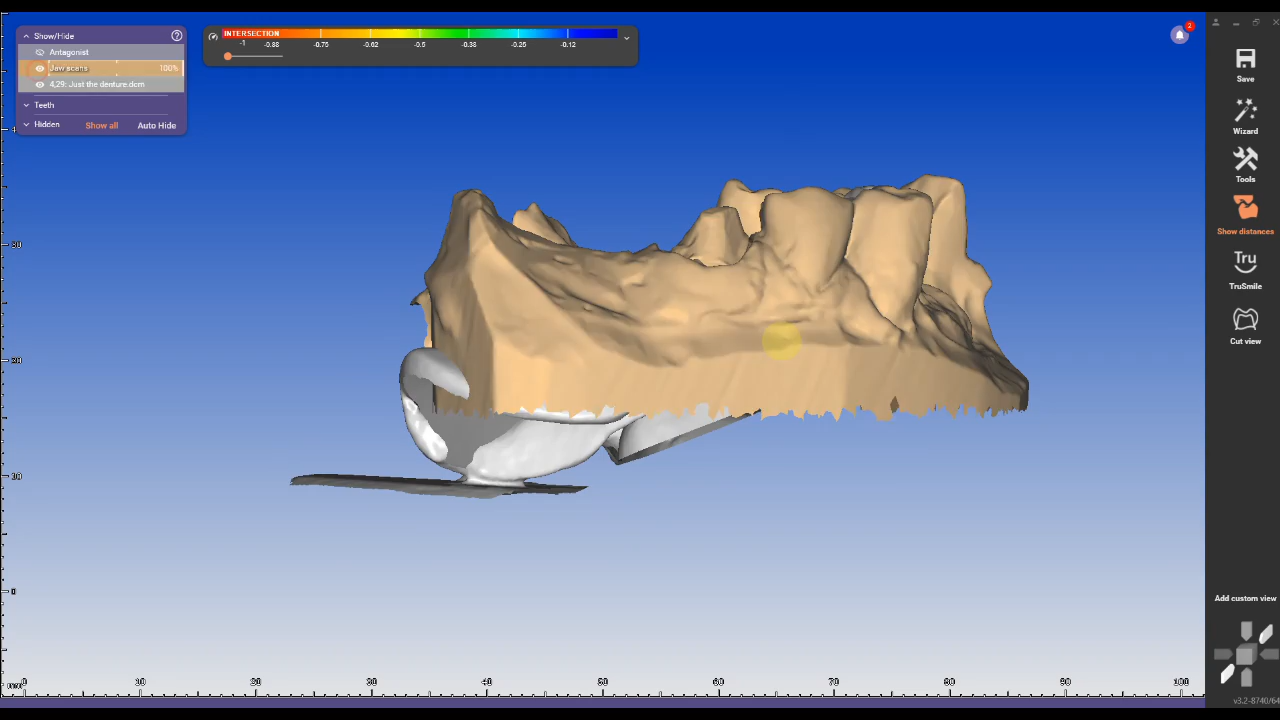 Show/Hide
Antagonist
Jaw scans 100%
4,29: Just the denture.dcm
Teeth
Hidden Show all Auto Hide
INTERSECTION
-1 -0.88 -0.75 -0.62 -0.5 -0.38 -0.25 -0.12
2
Save
Wizard
Tools
Show distances
Tru
TruSmile
Cut view
Add custom view
v3.2-8740/64